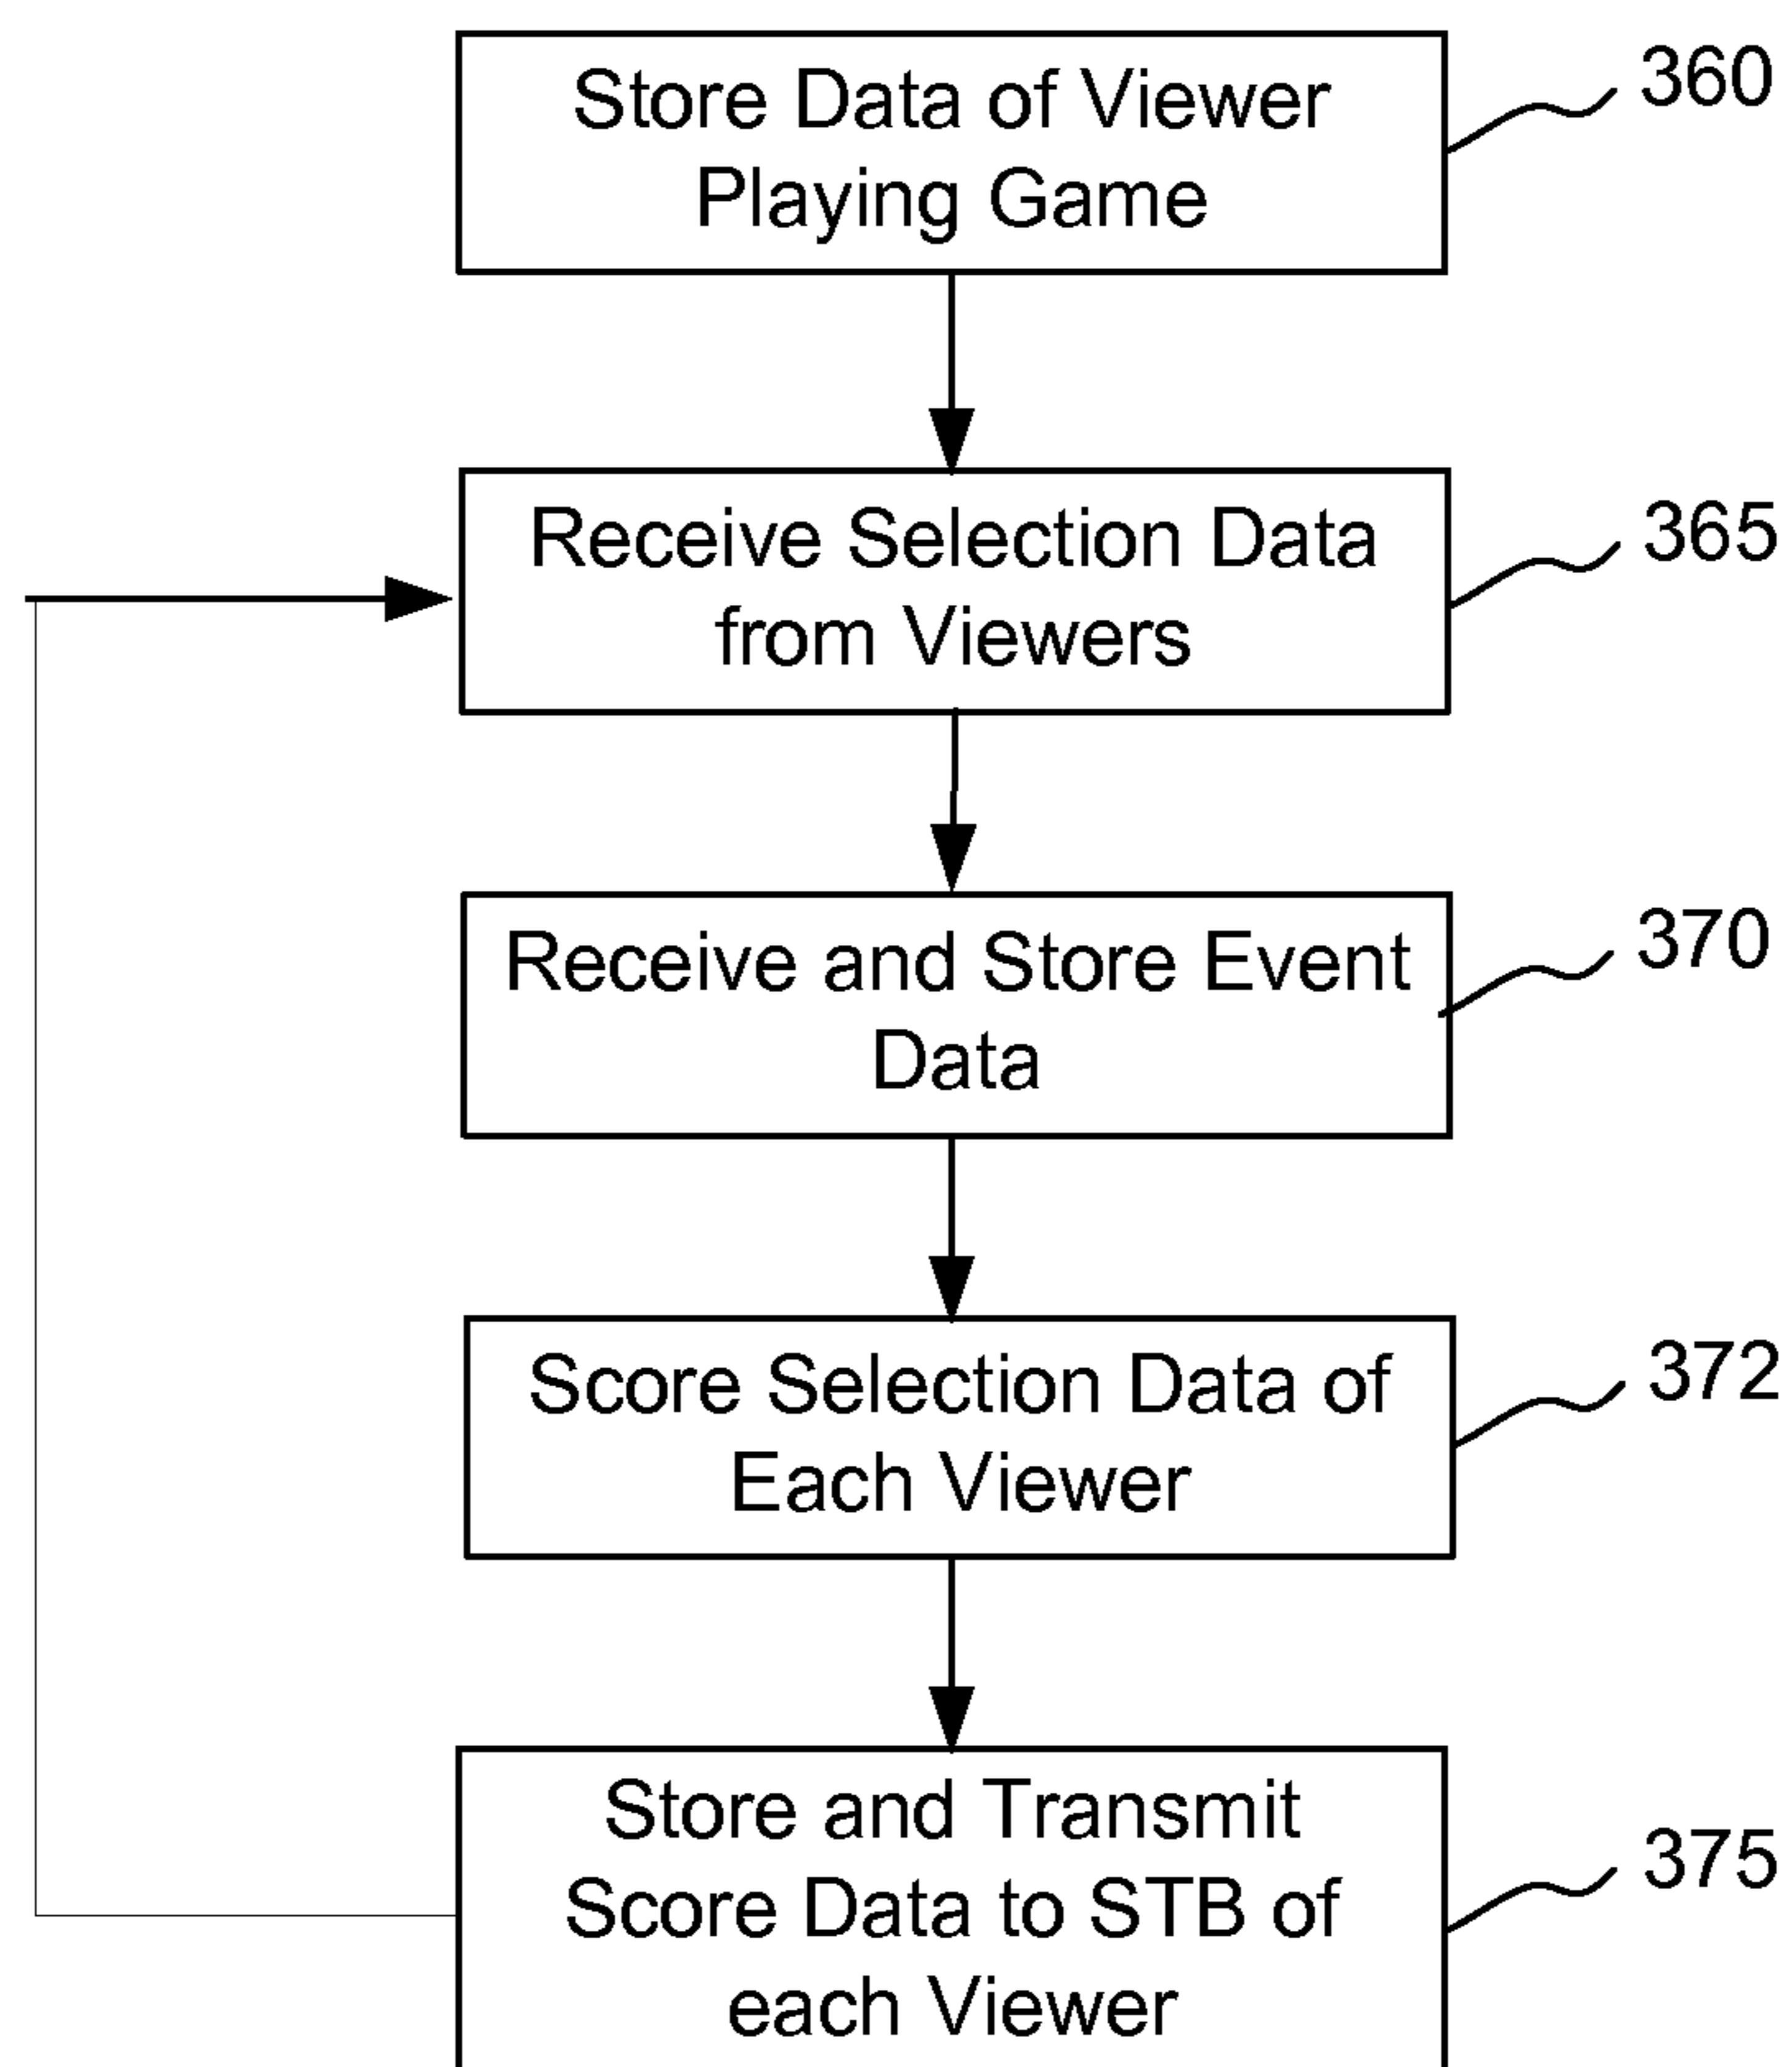 Store Data of Viewer
Playing Game
360
Receive Selection Data
from Viewers
365
Receive and Store Event
Data
370
Score Selection Data of
Each Viewer
372
Store and Transmit
Score Data to STB of
each Viewer
375